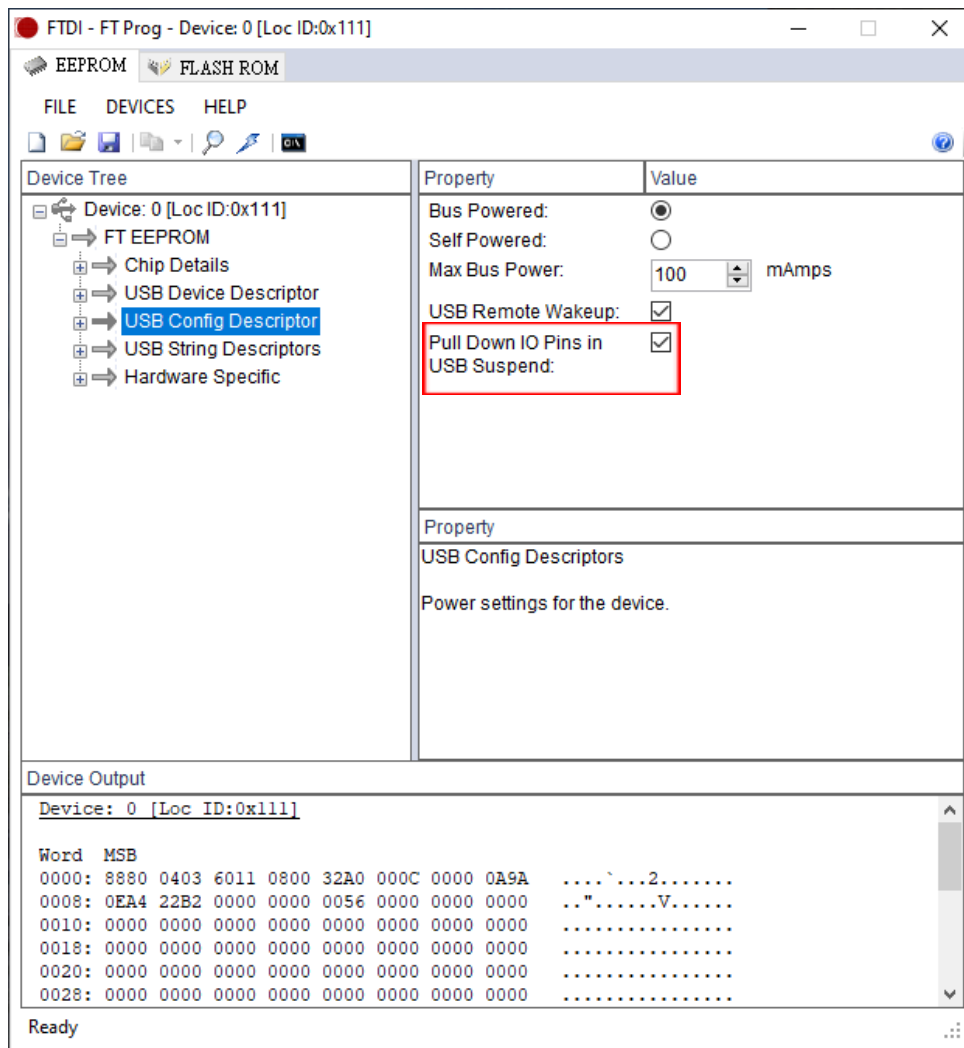 FTDI - FT Prog - Device: 0 [Loc ID:0x111]
EEPROM
FLASH ROM
FILE DEVICES HELP
Device Tree
Device: 0 [Loc ID:0x111]
FT EEPROM
Chip Details
USB Device Descriptor
USB Config Descriptor
USB String Descriptors
Hardware Specific
Property Value
Bus Powered:
Self Powered:
Max Bus Power: 100 mAmps
USB Remote Wakeup:
Pull Down IO Pins in
USB Suspend:
Property
USB Config Descriptors
Power settings for the device.
Device Output
Device: 0 [Loc ID:0x111]
Word MSB
0000: 8880 0403 6011 0800 32A0 000C 0000 0A9A ....`...2.......
0008: 0EA4 22B2 0000 0000 0056 0000 0000 0000 .."......V......
0010: 0000 0000 0000 0000 0000 0000 0000 0000 ................
0018: 0000 0000 0000 0000 0000 0000 0000 0000 ................
0020: 0000 0000 0000 0000 0000 0000 0000 0000 ................
0028: 0000 0000 0000 0000 0000 0000 0000 0000 ................
Ready